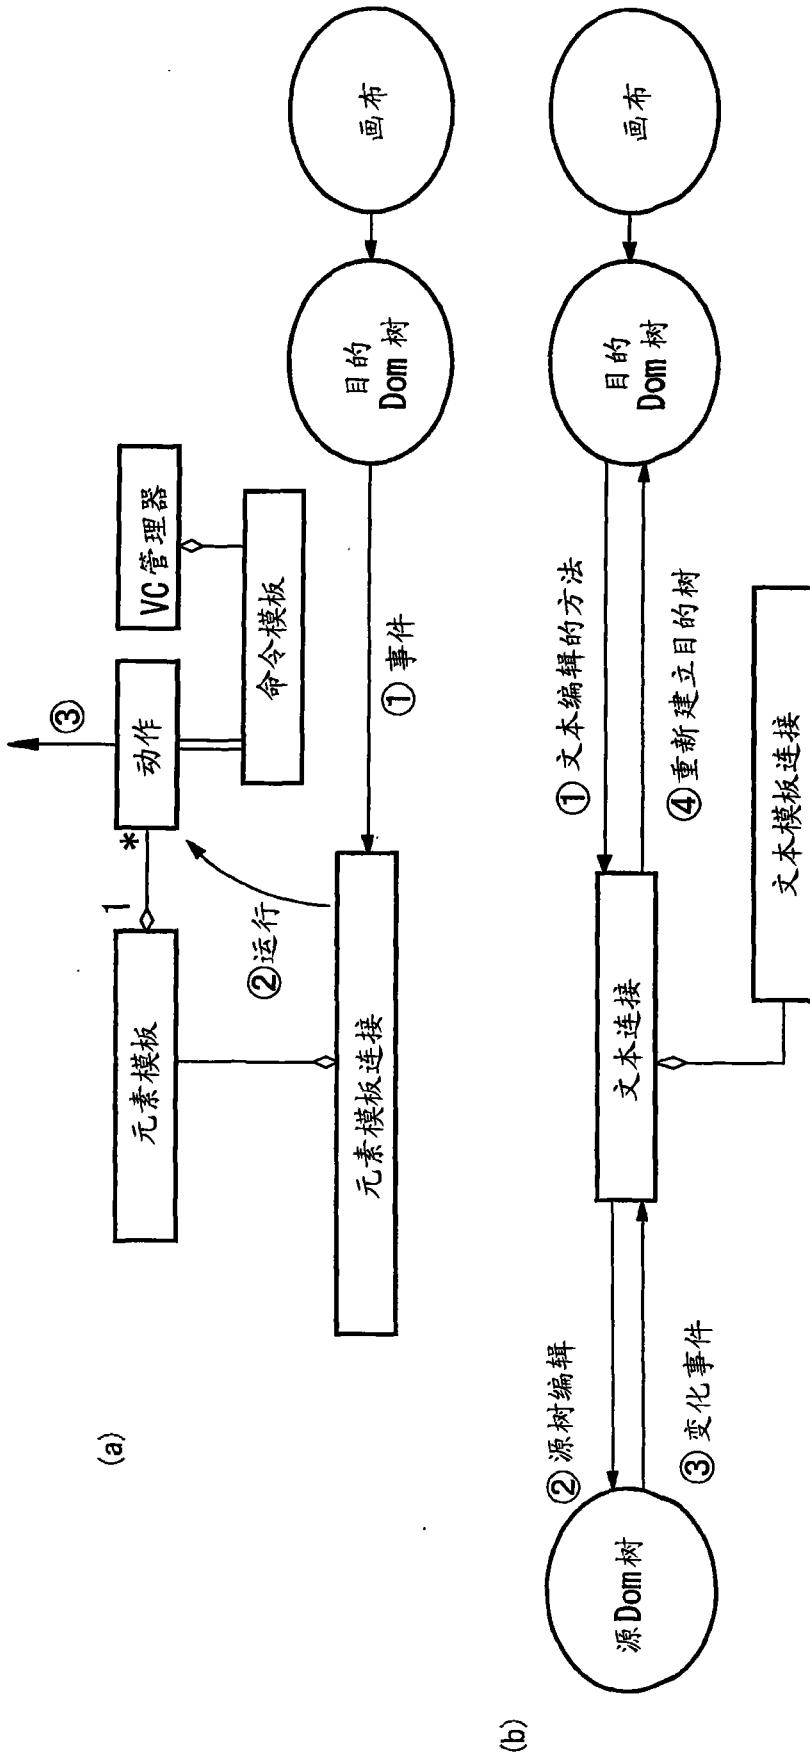 (a)
元素模板
1
*
动作
③
VC管理器
命令模板
②运行
元素模板连接
①事件
目的
Dom 树
画布
(b)
源Dom树
②源树编辑
③变化事件
文本连接
①文本编辑的方法
④重新建立目的树
文本模板连接
目的
Dom 树
画布